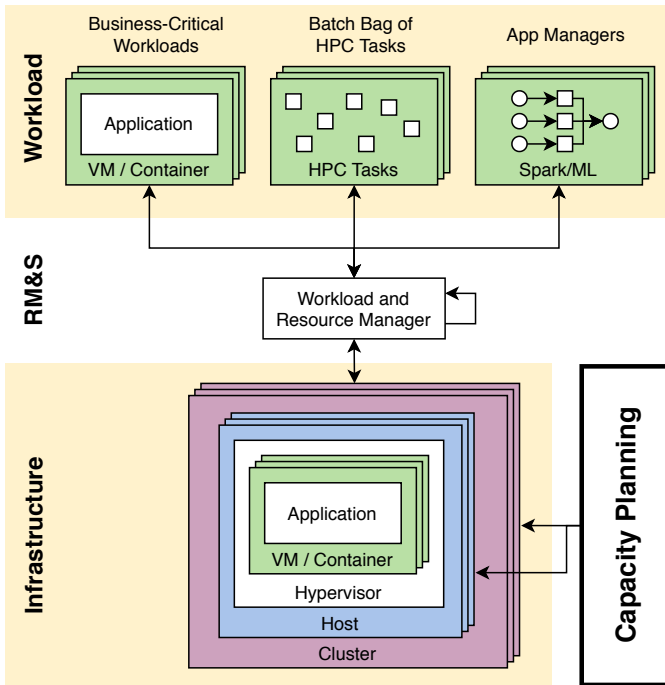 Business-Critical
Workloads
Batch Bag of
HPC Tasks
App Managers
Workload
Application
VM / Container
HPC Tasks
Spark/ML
RM&S
Workload and
Resource Manager
Infrastructure
Application
VM / Container
Hypervisor
Host
Cluster
Capacity Planning